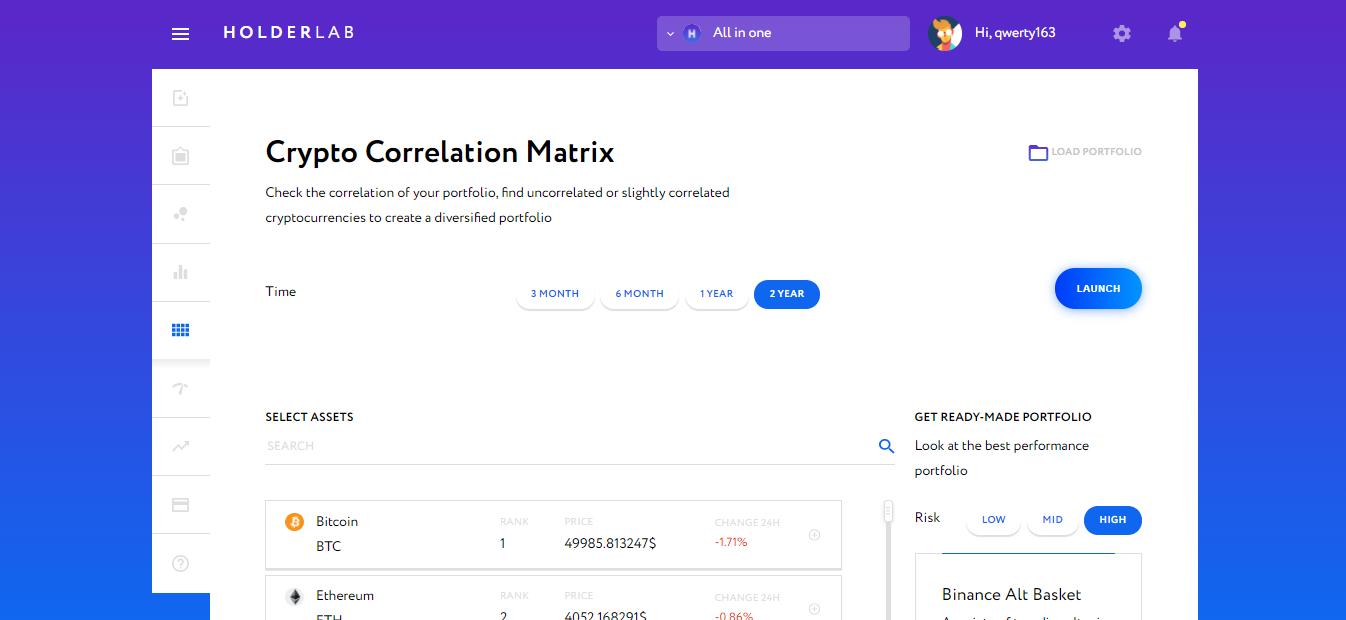 HOLDERLAB
All in one
Hi, qwerty163
Crypto Correlation Matrix
LOAD PORTFOLIO
Check the correlation of your portfolio, find uncorrelated or slightly correlated
cryptocurrencies to create a diversified portfolio
Time
3 MONTH
6 MONTH
1 YEAR
2 YEAR
LAUNCH
SELECT ASSETS
SEARCH
Bitcoin
BTC
RANK
1
PRICE
49985.813247$
CHANGE 24H
-1.71%
Ethereum
ETH
RANK
2
PRICE
4052.168291$
CHANGE 24H
-0.86%
GET READY-MADE PORTFOLIO
Look at the best performance
portfolio
Risk
LOW
MID
HIGH
Binance Alt Basket